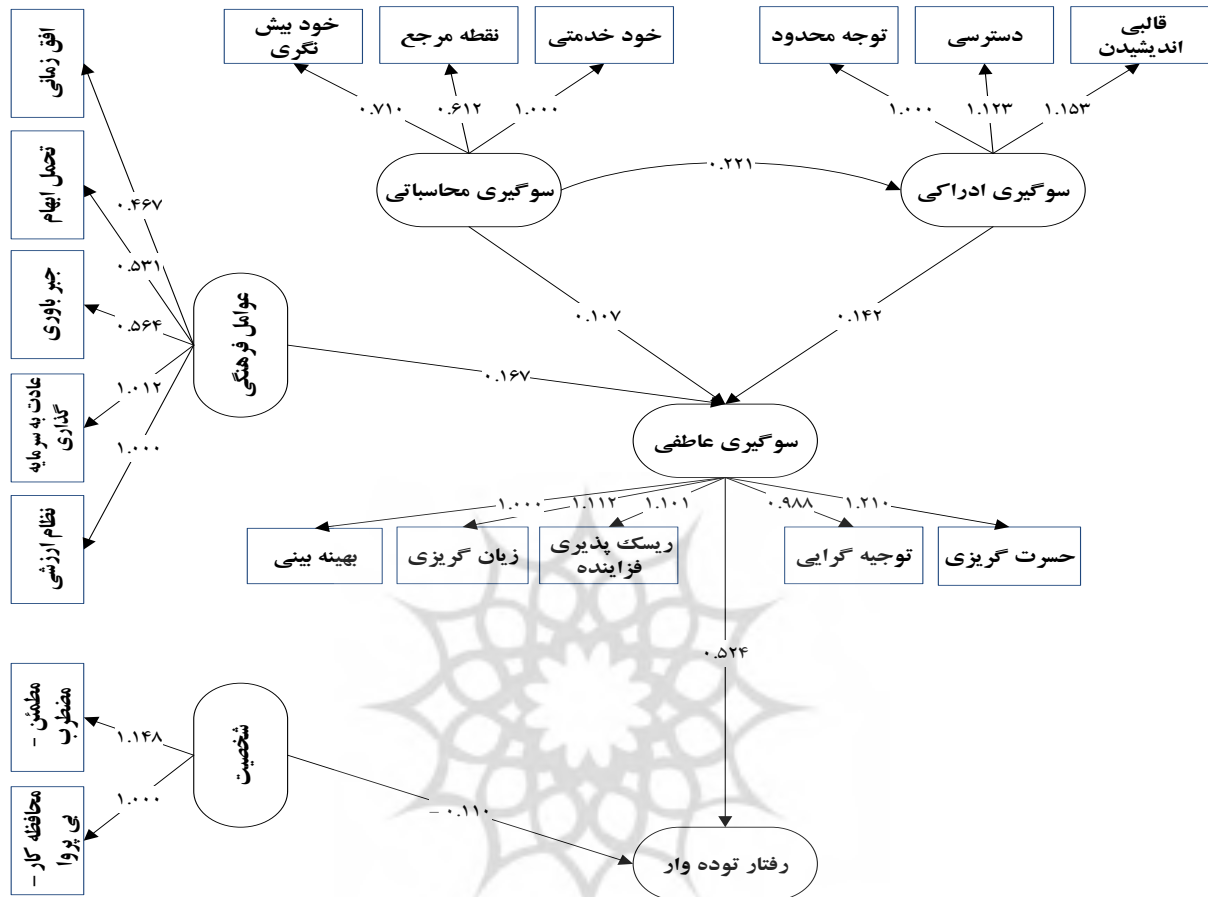 خود بیش
نگری
نقطه مرجع
خود خدمتی
توجه محدود
دسترسی
قالبی
اندیشیدن
۰.۷۱۰
۰.۶۱۲
۱.۰۰۰
۱.۰۰۰
۱.۱۲۳
۱.۱۵۳
سوگیری محاسباتی
۰.۲۲۱
سوگیری ادراکی
افق زمانی
تحمل ابهام
جبر باوری
عادت به سرمایه
گذاری
نظام ارزشی
۰.۴۶۷
۰.۵۳۱
۰.۵۶۴
۱.۰۱۲
۱.۰۰۰
عوامل فرهنگی
۰.۱۰۷
۰.۱۴۲
۰.۱۶۷
سوگیری عاطفی
۱.۰۰۰
۱.۱۱۲
۱.۱۰۱
۰.۹۸۸
۱.۲۱۰
بهینه بینی
زیان گریزی
ریسک پذیری
فزاینده
توجیه گرایی
حسرت گریزی
۰.۵۲۴
مطمئن –
مضطرب
محافظه کار –
بی پروا
۱.۱۴۸
۱.۰۰۰
شخصیت
– ۰.۱۱۰
رفتار توده وار